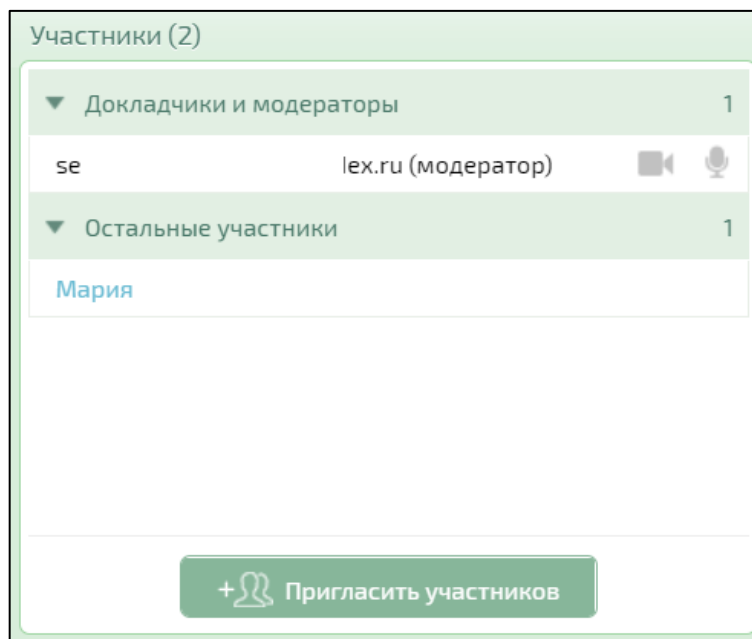 Участники (2)
Докладчики и модераторы 1
se lex.ru (модератор)
Остальные участники 1
Мария
+ Пригласить участников